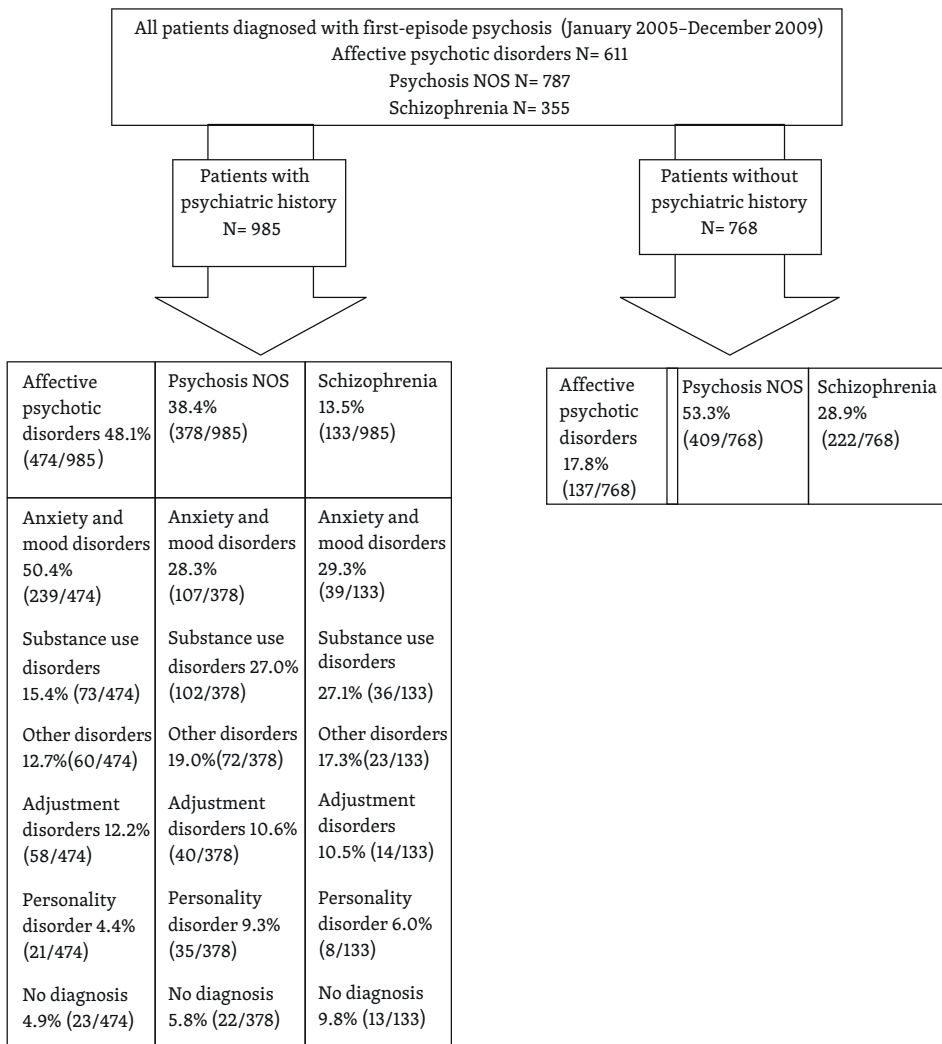 All patients diagnosed with first-episode psychosis (January 2005–December 2009)
Affective psychotic disorders N= 611
Psychosis NOS N= 787
Schizophrenia N= 355
Patients with
psychiatric history
N= 985
Patients without
psychiatric history
N= 768
Affective
psychotic
disorders 48.1%
(474/985)
Psychosis NOS
38.4%
(378/985)
Schizophrenia
13.5%
(133/985)
Affective
psychotic
disorders
17.8%
(137/768)
Psychosis NOS
53.3%
(409/768)
Schizophrenia
28.9%
(222/768)
Anxiety and
mood disorders
50.4%
(239/474)
Anxiety and
mood disorders
28.3%
(107/378)
Anxiety and
mood disorders
29.3%
(39/133)
Substance use
disorders
15.4% (73/474)
Substance use
disorders 27.0%
(102/378)
Substance use
disorders
27.1% (36/133)
Other disorders
12.7%(60/474)
Other disorders
19.0%(72/378)
Other disorders
17.3%(23/133)
Adjustment
disorders 12.2%
(58/474)
Adjustment
disorders 10.6%
(40/378)
Adjustment
disorders
10.5% (14/133)
Personality
disorder 4.4%
(21/474)
Personality
disorder 9.3%
(35/378)
Personality
disorder 6.0%
(8/133)
No diagnosis
4.9% (23/474)
No diagnosis
5.8% (22/378)
No diagnosis
9.8% (13/133)